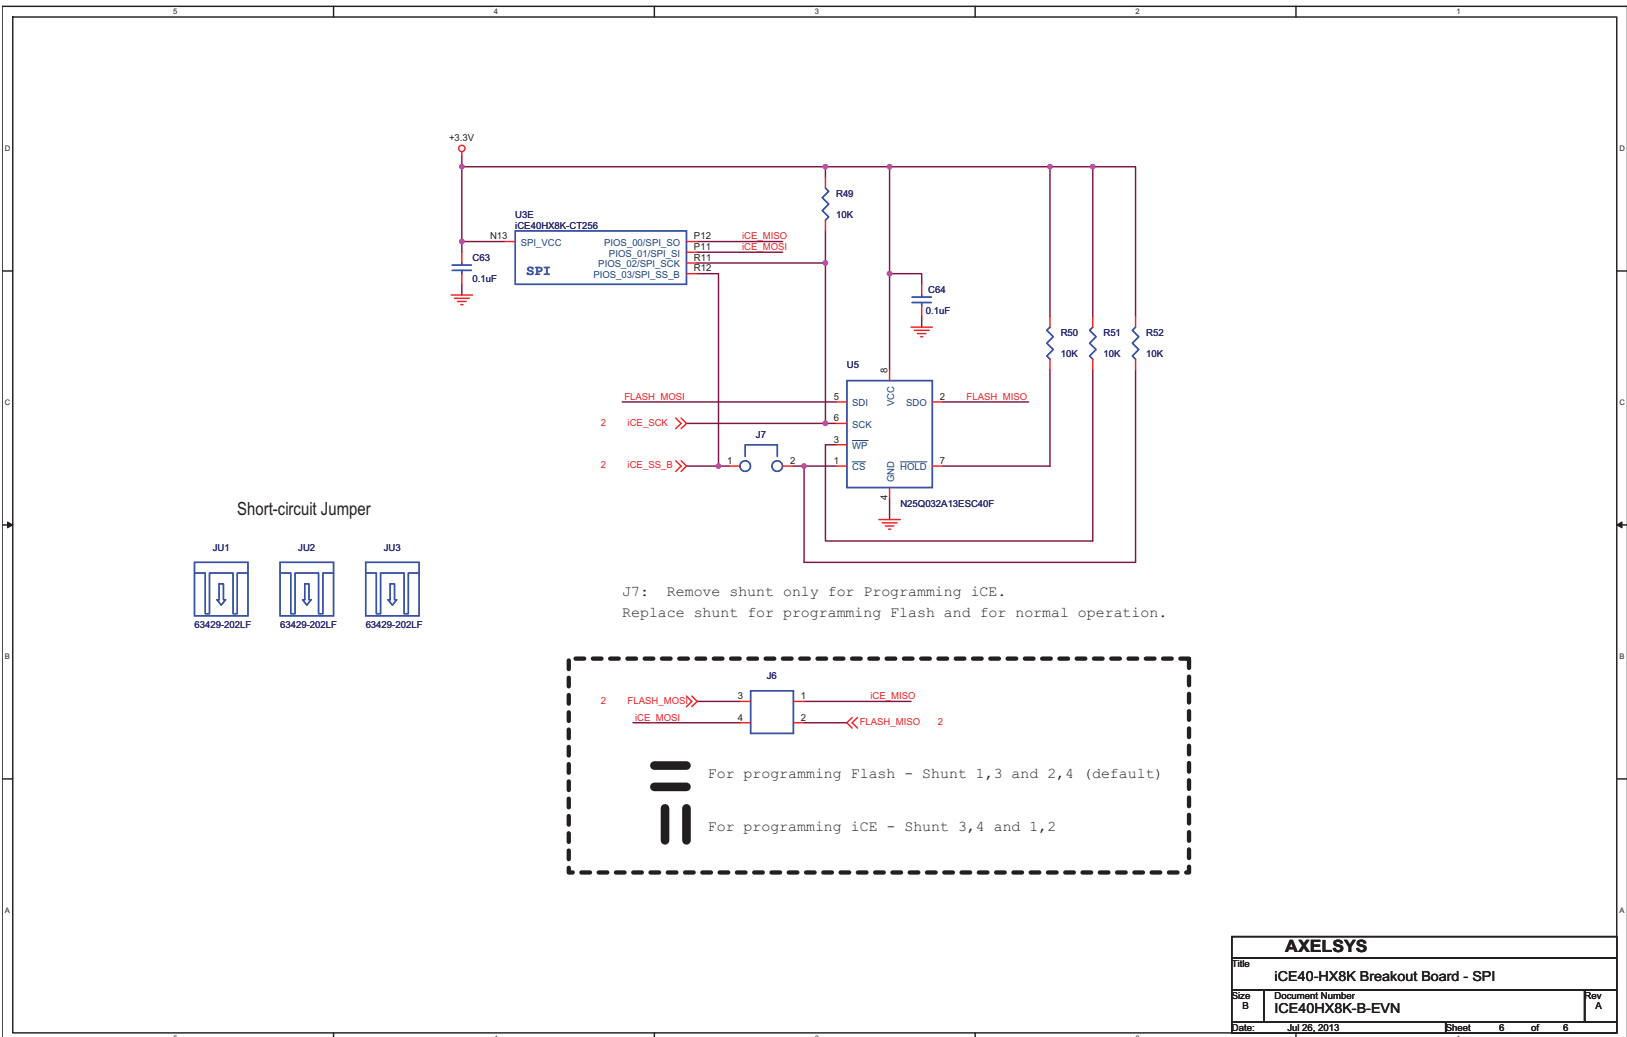 5 4 3 2 1
D D
+3.3V
R49
10K
U3E
iCE40HX8K-CT256
N13 SPI_VCC PIOS_00/SPI_SO P12 iCE_MISO
PIOS_01/SPI_SI P11 iCE_MOSI
PIOS_02/SPI_SCK R11
SPI PIOS_03/SPI_SS_B R12
C63
0.1uF
C64
0.1uF
R50 R51 R52
10K 10K 10K
U5
8
VCC
C C
FLASH_MOSI 5 SDI SDO 2 FLASH_MISO
2 iCE_SCK 6 SCK
J7 3 WP
2 iCE_SS_B 1 2 1 CS GND HOLD 7
4
N25Q032A13ESC40F
Short-circuit Jumper
JU1 JU2 JU3
63429-202LF 63429-202LF 63429-202LF
J7: Remove shunt only for Programming iCE.
Replace shunt for programming Flash and for normal operation.
B B
J6
2 FLASH_MOSI 3 1 iCE_MISO
iCE_MOSI 4 2 FLASH_MISO 2
For programming Flash - Shunt 1,3 and 2,4 (default)
For programming iCE - Shunt 3,4 and 1,2
A A
AXELSYS
Title
iCE40-HX8K Breakout Board - SPI
Size Document Number Rev
B ICE40HX8K-B-EVN A
Date: Jul 26, 2013 Sheet 6 of 6